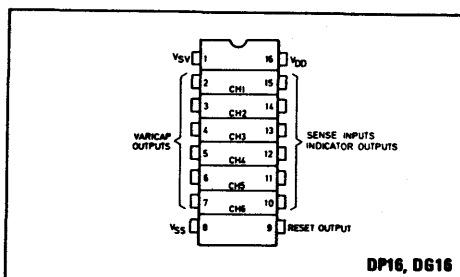 VSV 1 16 VDD
2 CH1 15
3 CH2 14
VARICAP OUTPUTS 4 CH3 13 SENSE INPUTS INDICATOR OUTPUTS
5 CH4 12
6 CH5 11
7 CH6 10
VSS 8 9 RESET OUTPUT
DP16, DG16